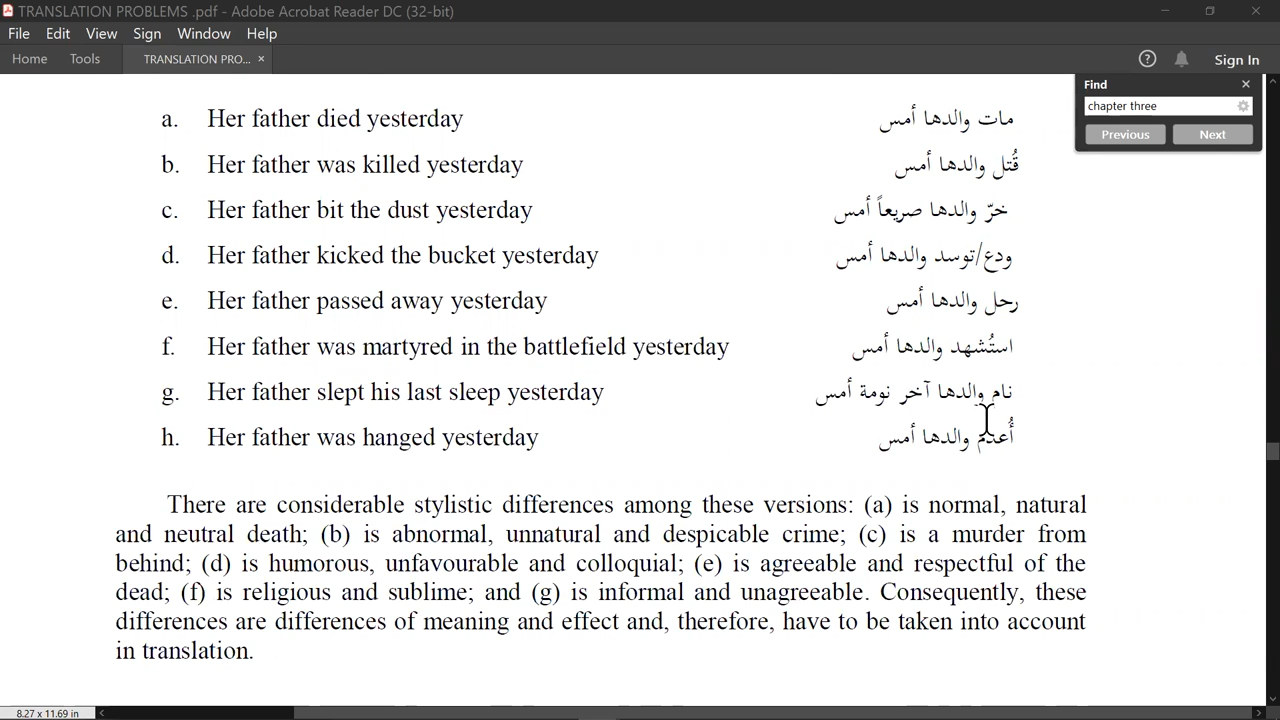 TRANSLATION PROBLEMS .pdf - Adobe Acrobat Reader DC (32-bit)
File Edit View Sign Window Help
Home Tools TRANSLATION PRO... × Sign In
Find
chapter three
Previous Next
a. Her father died yesterday مات والدها أمس
b. Her father was killed yesterday قُتل والدها أمس
c. Her father bit the dust yesterday خرّ والدها صريعاً أمس
d. Her father kicked the bucket yesterday ودع/توسد والدها أمس
e. Her father passed away yesterday رحل والدها أمس
f. Her father was martyred in the battlefield yesterday استُشهد والدها أمس
g. Her father slept his last sleep yesterday نام والدها آخر نومة أمس
h. Her father was hanged yesterday أُعدم والدها أمس
There are considerable stylistic differences among these versions: (a) is normal, natural
and neutral death; (b) is abnormal, unnatural and despicable crime; (c) is a murder from
behind; (d) is humorous, unfavourable and colloquial; (e) is agreeable and respectful of the
dead; (f) is religious and sublime; and (g) is informal and unagreeable. Consequently, these
differences are differences of meaning and effect and, therefore, have to be taken into account
in translation.
8.27 x 11.69 in